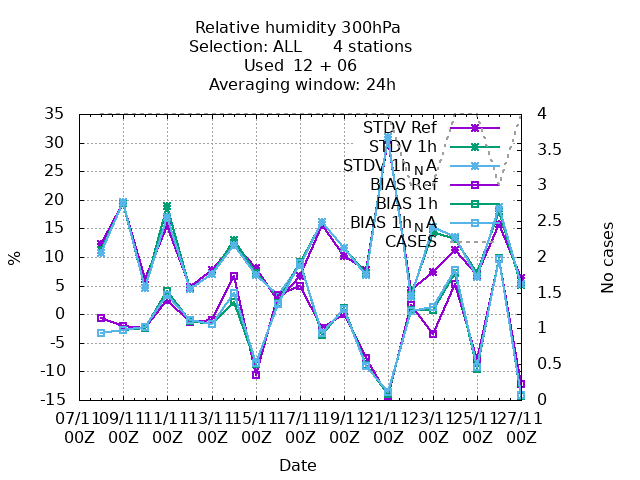 Relative humidity 300hPa
Selection: ALL      4 stations
Used  12 + 06
Averaging window: 24h
35
30
25
20
15
10
5
0
-5
-10
-15
4
3.5
3
2.5
2
1.5
1
0.5
0
%
No cases
STDV Ref
STDV 1h
STDV 1h_NA
BIAS Ref
BIAS 1h
BIAS 1h_NA
CASES
07/11 09/11 11/11 13/11 15/11 17/11 19/11 21/11 23/11 25/11 27/11
00Z 00Z 00Z 00Z 00Z 00Z 00Z 00Z 00Z 00Z 00Z
Date